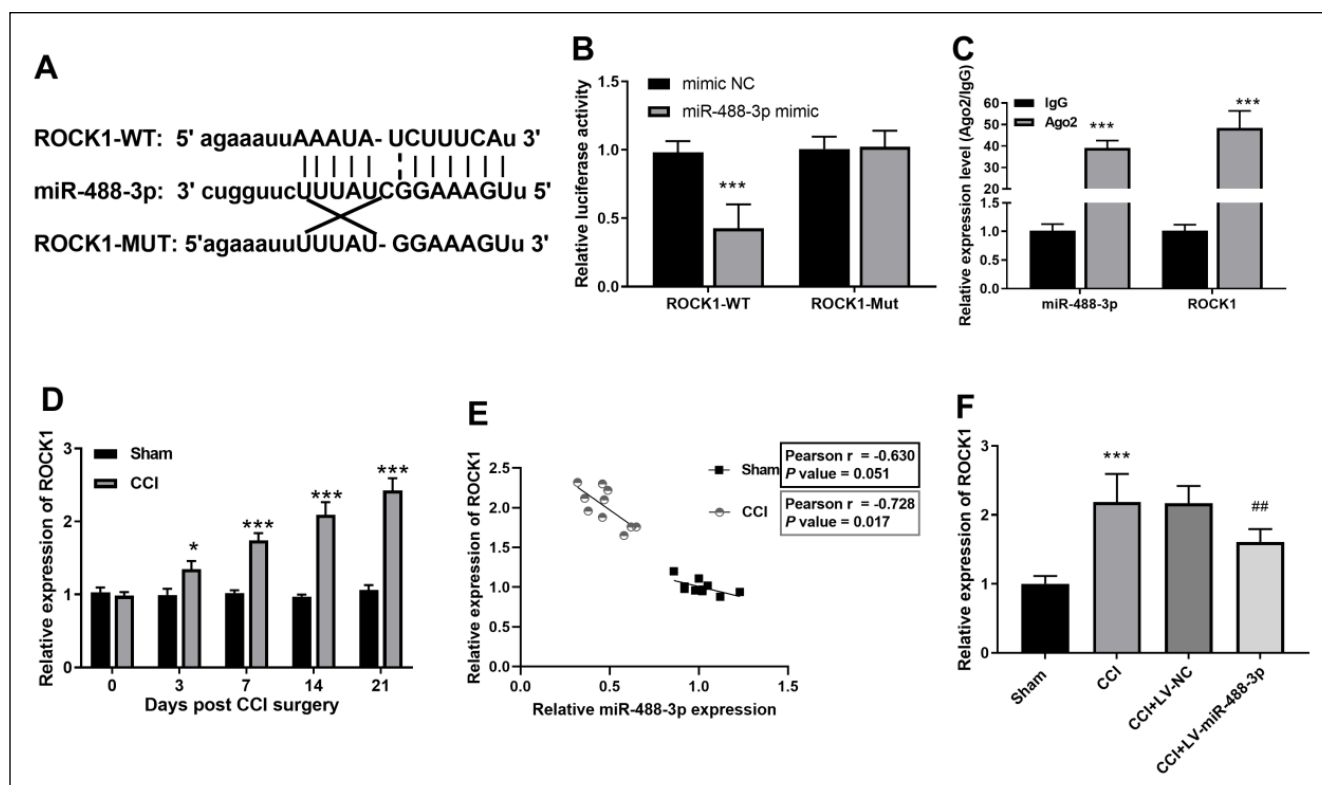 A
ROCK1-WT: 5' agaaauuAAAUA- UCUUUCAu 3'
miR-488-3p: 3' cugguucUUUAUCGGAAAGUu 5'
ROCK1-MUT: 5'agaaauuUUUAU- GGAAAGUu 3'
B
Relative luciferase activity
1.5
1.0
0.5
0.0
mimic NC
miR-488-3p mimic
***
ROCK1-WT
ROCK1-Mut
C
Relative expression level (Ago2/IgG)
80
60
50
40
30
20
1.5
1.0
0.5
0.0
IgG
Ago2
***
***
miR-488-3p
ROCK1
D
Relative expression of ROCK1
3
2
1
0
Sham
CCI
*
***
***
***
0 3 7 14 21
Days post CCI surgery
E
Relative expression of ROCK1
2.5
2.0
1.5
1.0
0.5
0.0
Sham
CCI
Pearson r = -0.630
P value = 0.051
Pearson r = -0.728
P value = 0.017
0.0 0.5 1.0 1.5
Relative miR-488-3p expression
F
Relative expression of ROCK1
3
2
1
0
***
##
Sham
CCI
CCI+LV-NC
CCI+LV-miR-488-3p